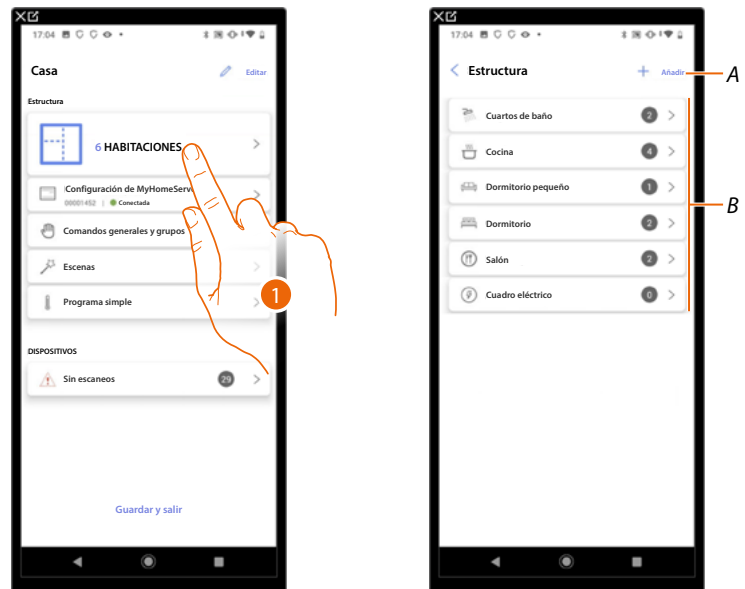 17:04
Casa
Editar
Estructura
6 HABITACIONES
Configuración de MyHomeServ
00001452 | Conectada
Comandos generales y grupos
Escenas
Programa simple
1
DISPOSITIVOS
Sin escaneos 29
Guardar y salir
17:04
Estructura
Añadir
A
Cuartos de baño 2
Cocina 4
Dormitorio pequeño 1
B
Dormitorio 2
Salón 2
Cuadro eléctrico 0